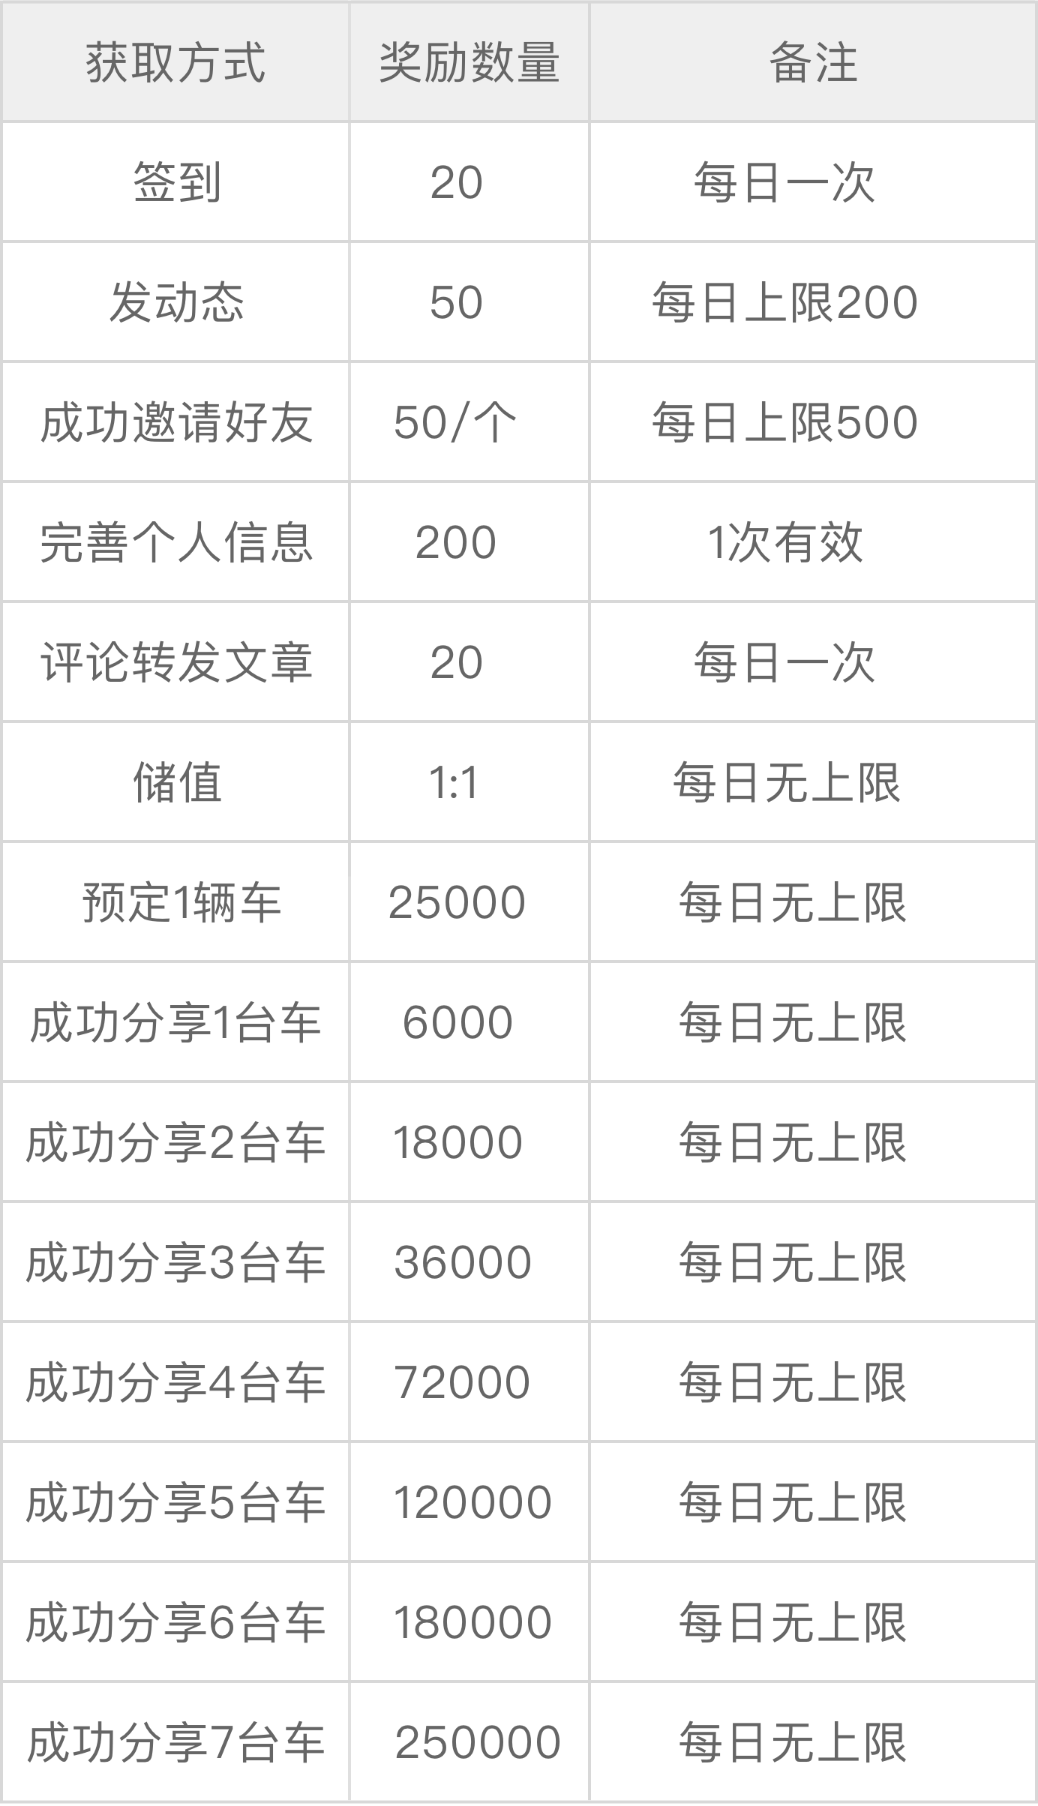 获取方式 奖励数量 备注
签到 20 每日一次
发动态 50 每日上限200
成功邀请好友 50/个 每日上限500
完善个人信息 200 1次有效
评论转发文章 20 每日一次
储值 1:1 每日无上限
预定1辆车 25000 每日无上限
成功分享1台车 6000 每日无上限
成功分享2台车 18000 每日无上限
成功分享3台车 36000 每日无上限
成功分享4台车 72000 每日无上限
成功分享5台车 120000 每日无上限
成功分享6台车 180000 每日无上限
成功分享7台车 250000 每日无上限